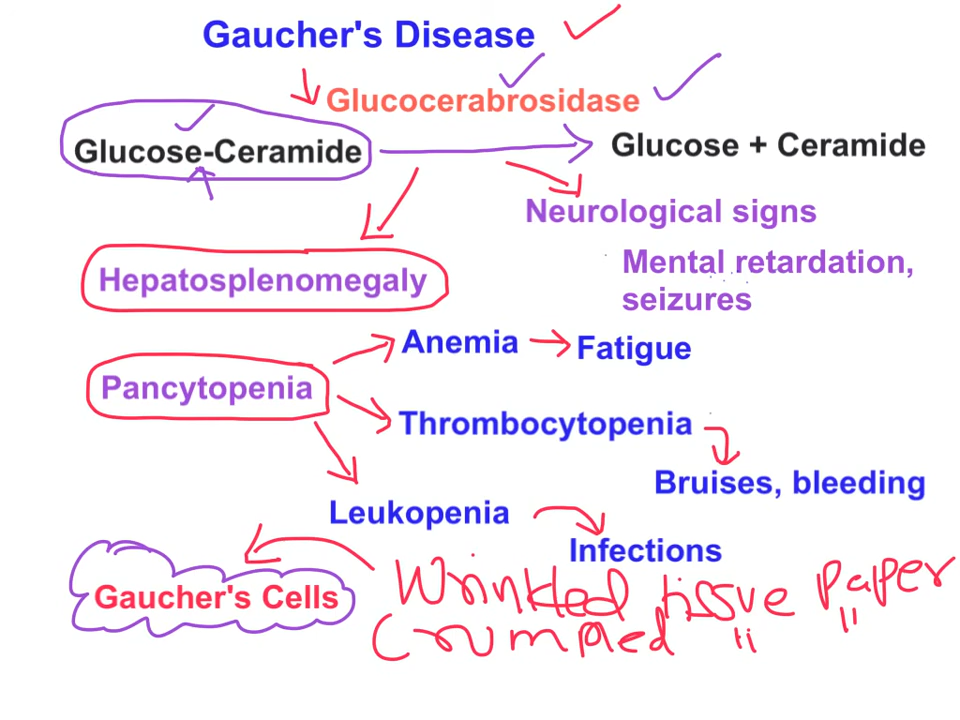 Gaucher's Disease
Glucocerabrosidase
Glucose-Ceramide
Glucose + Ceramide
Neurological signs
Mental retardation,
seizures
Hepatosplenomegaly
Anemia
Fatigue
Pancytopenia
Thrombocytopenia
Bruises, bleeding
Leukopenia
Infections
Gaucher's Cells
Wrinkled tissue paper
Crumpled " "